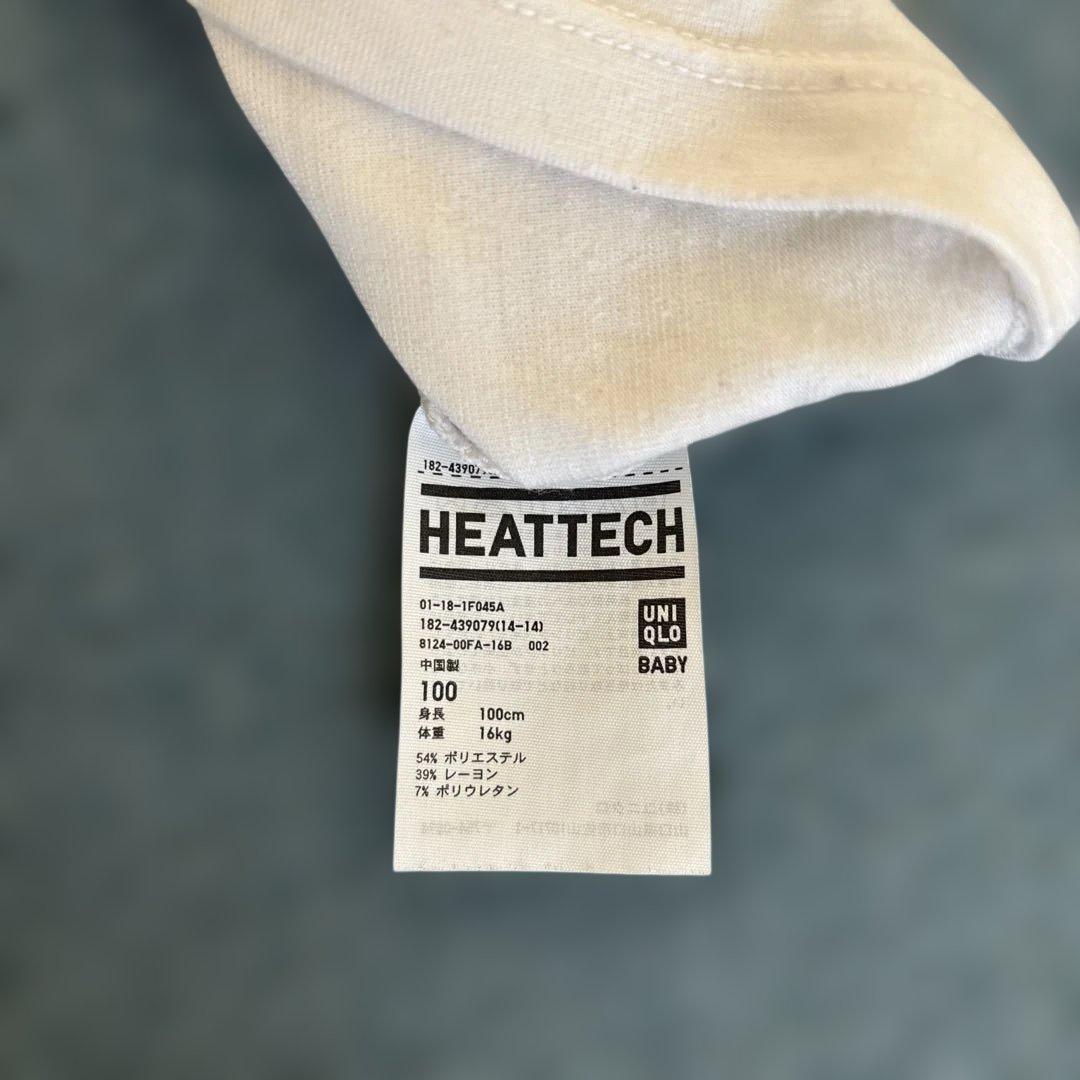 182-43907
HEATTECH
01-18-1F045A
182-439079(14-14)
8124-00FA-16B 002
UNI
QLO
BABY
中国製
100
身長 100cm
体重 16kg
54% ポリエステル
39% レーヨン
7% ポリウレタン